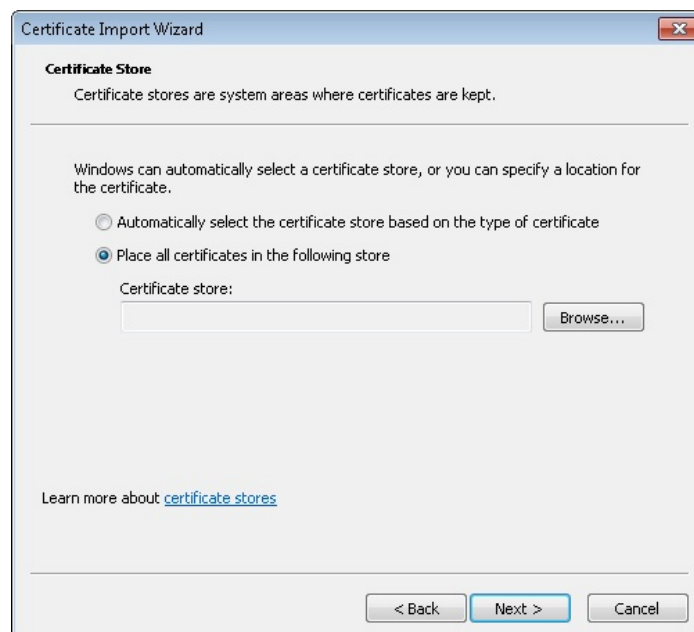 Certificate Import Wizard
Certificate Store
Certificate stores are system areas where certificates are kept.
Windows can automatically select a certificate store, or you can specify a location for
the certificate.
Automatically select the certificate store based on the type of certificate
Place all certificates in the following store
Certificate store:
Browse...
Learn more about certificate stores
< Back
Next >
Cancel